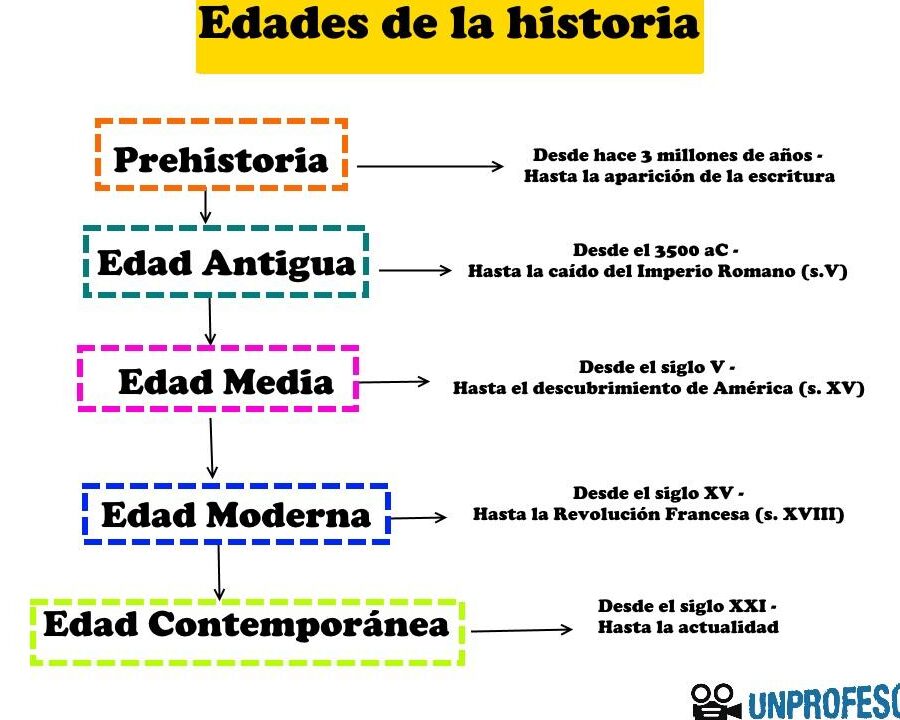 Edades de la historia
Prehistoria
Desde hace 3 millones de años -
Hasta la aparición de la escritura
Edad Antigua
Desde el 3500 aC -
Hasta la caído del Imperio Romano (s.V)
Edad Media
Desde el siglo V -
Hasta el descubrimiento de América (s. XV)
Edad Moderna
Desde el siglo XV -
Hasta la Revolución Francesa (s. XVIII)
Edad Contemporánea
Desde el siglo XXI -
Hasta la actualidad
UNPROFESO